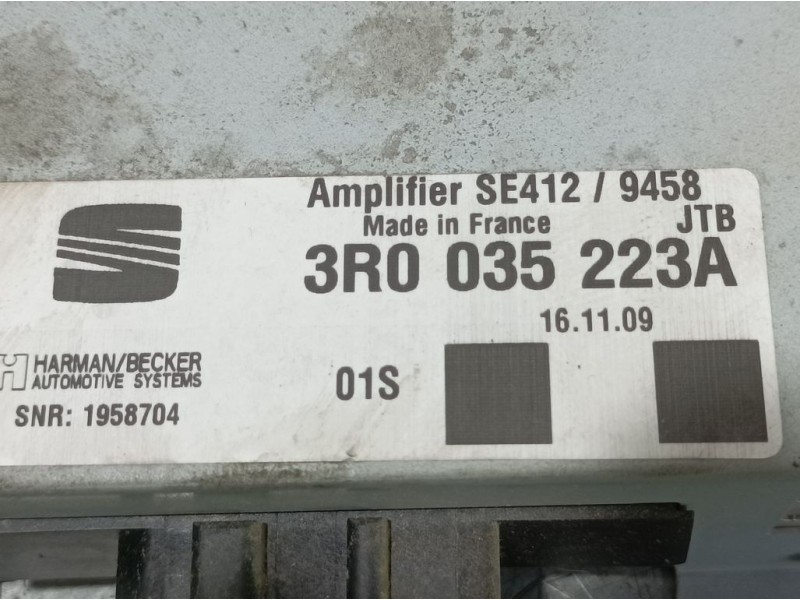 Amplifier SE412 / 9458
Made in France JTB
3R0 035 223A
16.11.09
HARMAN/BECKER
AUTOMOTIVE SYSTEMS
01S
SNR: 1958704